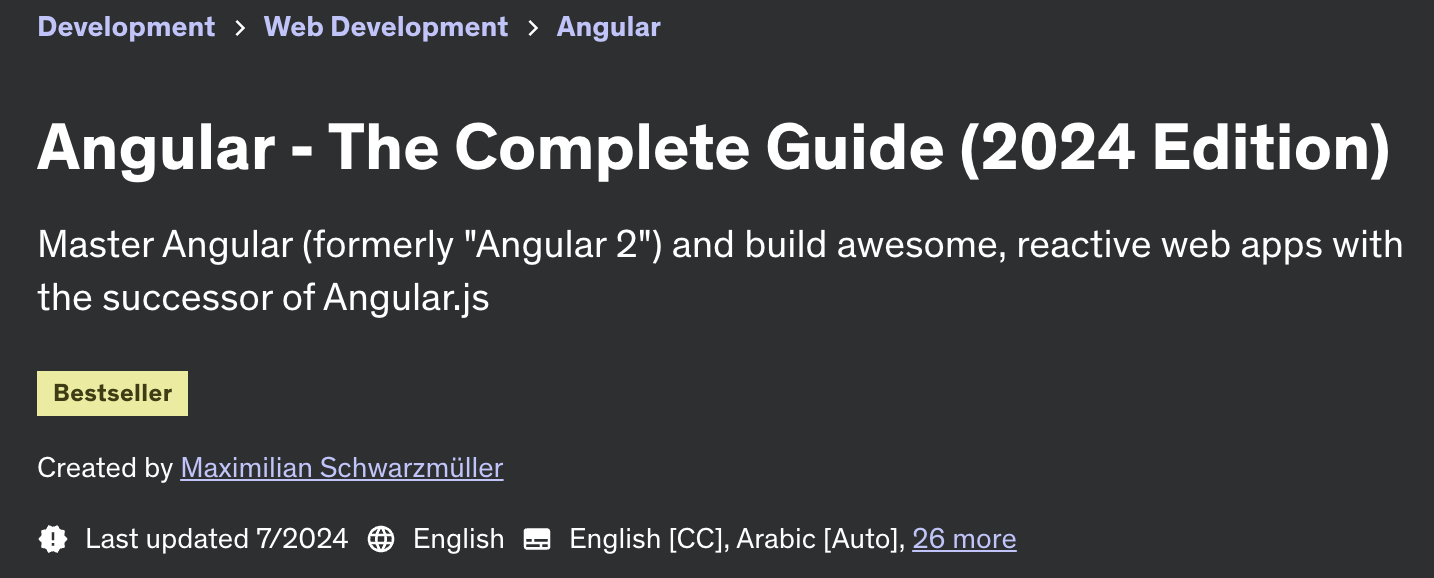 Development > Web Development > Angular
Angular - The Complete Guide (2024 Edition)
Master Angular (formerly "Angular 2") and build awesome, reactive web apps with
the successor of Angular.js
Bestseller
Created by Maximilian Schwarzmüller
Last updated 7/2024 English English [CC], Arabic [Auto], 26 more